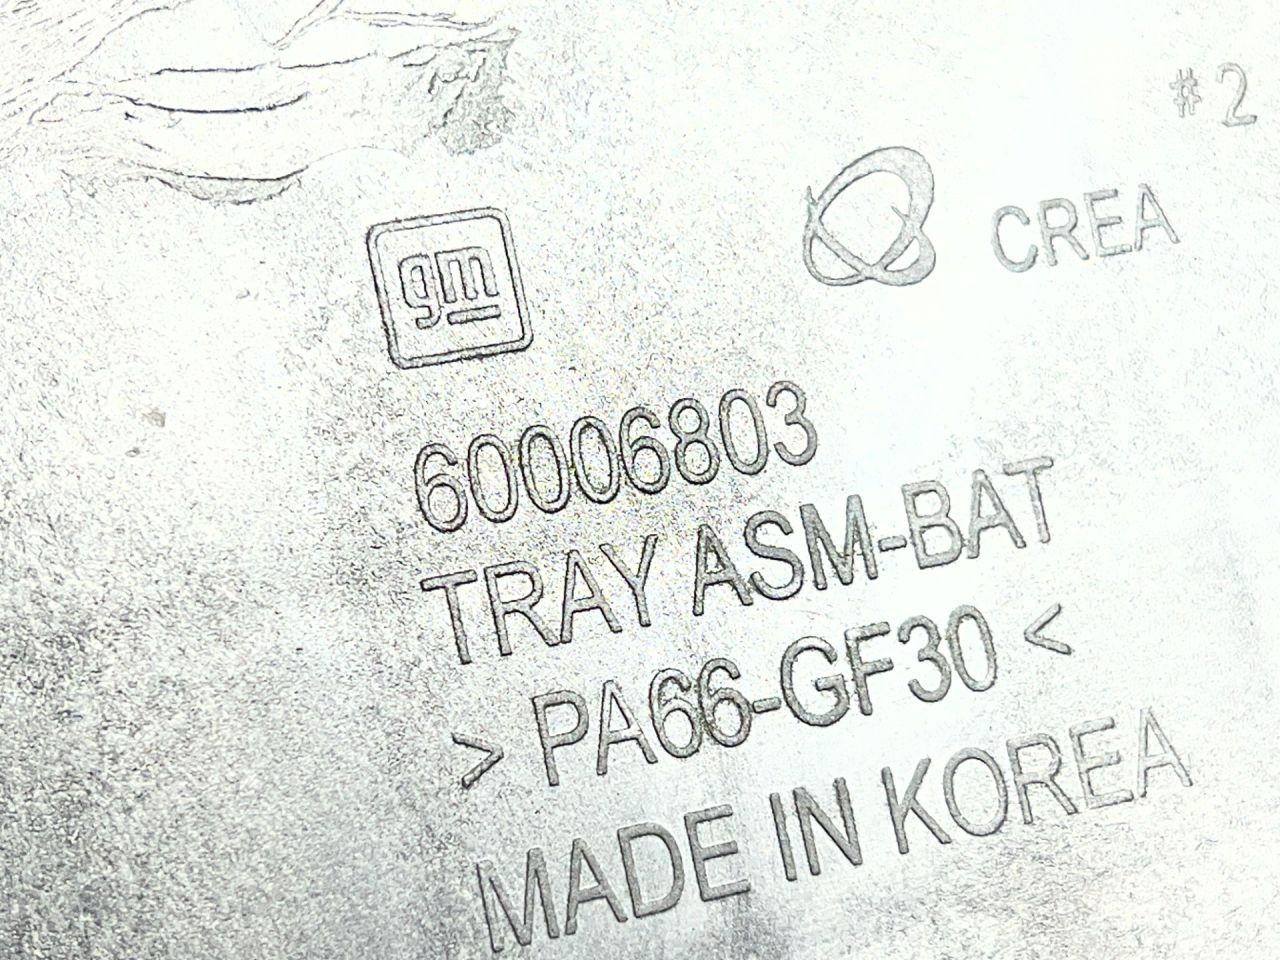 #2
gm
CREA
60006803
TRAY ASM-BAT
> PA66-GF30 <
MADE IN KOREA